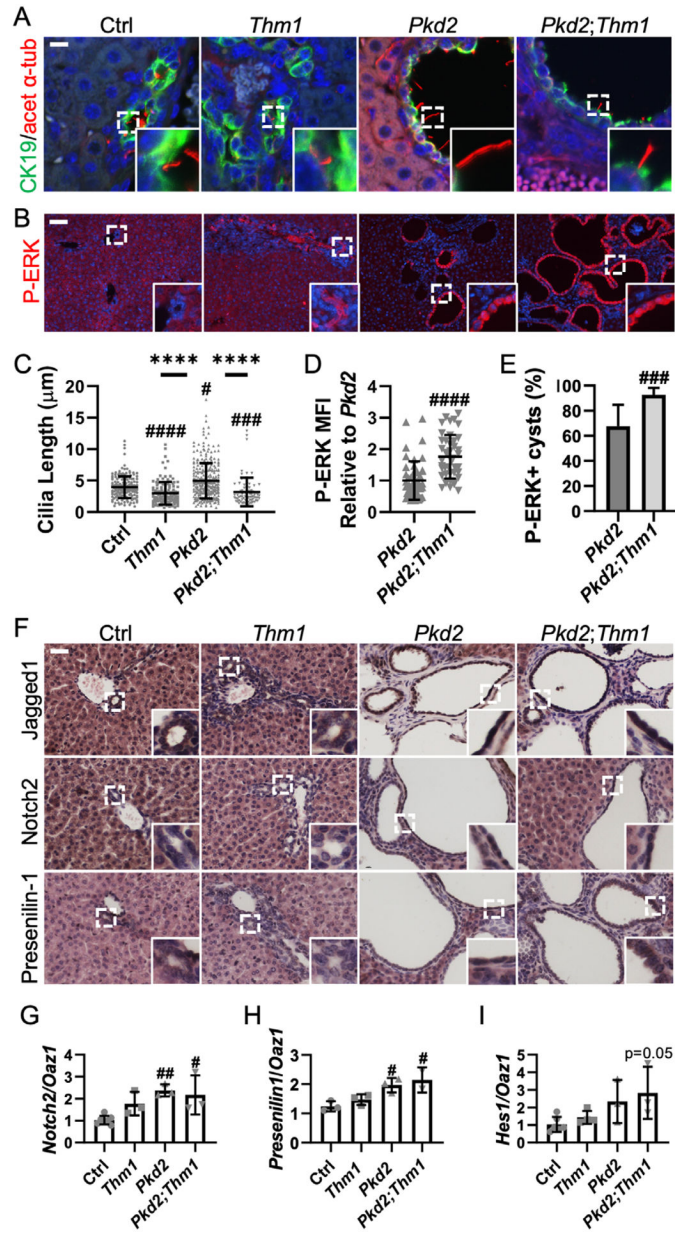 A
Ctrl
Thm1
Pkd2
Pkd2;Thm1
CK19/acet α-tub
B
P-ERK
C
**** ****
#
####
###
Cilia Length (μm)
20
15
10
5
0
Ctrl
Thm1
Pkd2
Pkd2;Thm1
D
####
P-ERK MFI
Relative to Pkd2
4
3
2
1
0
Pkd2
Pkd2;Thm1
E
###
P-ERK+ cysts (%)
100
80
60
40
20
0
Pkd2
Pkd2;Thm1
F
Ctrl
Thm1
Pkd2
Pkd2;Thm1
Jagged1
Notch2
Presenilin-1
G
Notch2/Oaz1
4
3
2
1
0
##
#
Ctrl
Thm1
Pkd2
Pkd2;Thm1
H
Presenilin1/Oaz1
3
2
1
0
#
#
Ctrl
Thm1
Pkd2
Pkd2;Thm1
I
Hes1/Oaz1
5
4
3
2
1
0
p=0.05
Ctrl
Thm1
Pkd2
Pkd2;Thm1